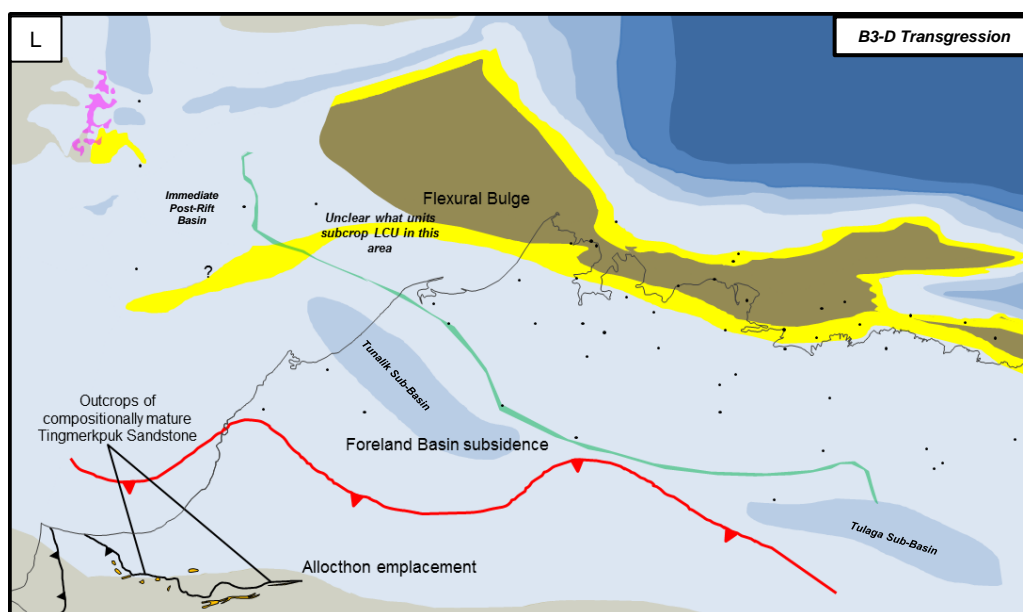 L
B3-D Transgression
Immediate
Post-Rift
Basin
Flexural Bulge
Unclear what units
subcrop LCU in this
area
?
Tunalik Sub-Basin
Outcrops of
compositionally mature
Tingmerkpuk Sandstone
Foreland Basin subsidence
Tulaga Sub-Basin
Allocthon emplacement